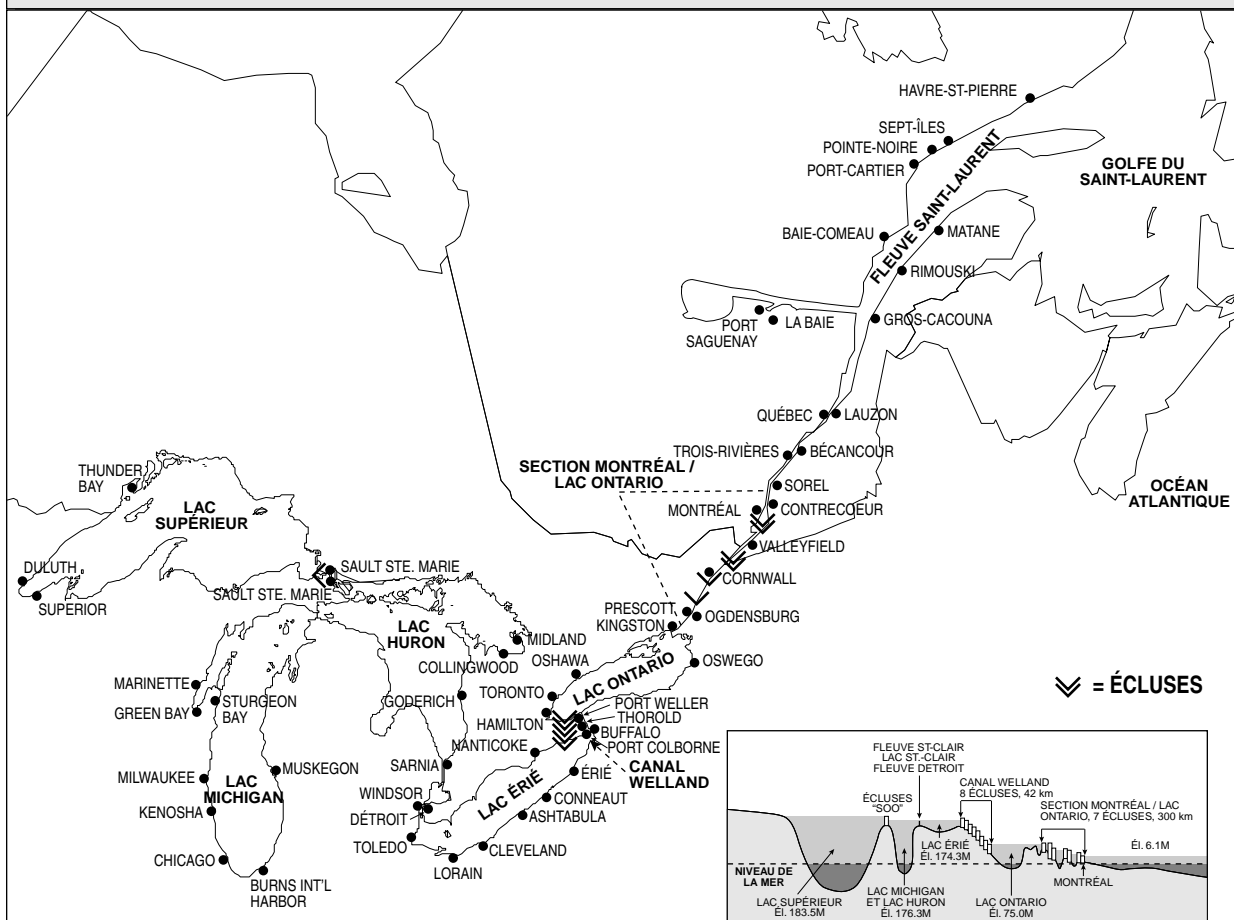 HAVRE-ST-PIERRE
SEPT-ÎLES
POINTE-NOIRE
PORT-CARTIER
GOLFE DU
SAINT-LAURENT
FLEUVE SAINT-LAURENT
BAIE-COMEAU
MATANE
RIMOUSKI
PORT
SAGUENAY
LA BAIE
GROS-CACOUNA
QUÉBEC
LAUZON
TROIS-RIVIÈRES
BÉCANCOUR
SECTION MONTRÉAL /
LAC ONTARIO
SOREL
MONTRÉAL
CONTRECOEUR
OCÉAN
ATLANTIQUE
VALLEYFIELD
CORNWALL
THUNDER
BAY
LAC
SUPÉRIEUR
DULUTH
SUPERIOR
SAULT STE. MARIE
SAULT STE. MARIE
PRESCOTT
KINGSTON
OGDENSBURG
LAC
HURON
MIDLAND
COLLINGWOOD
OSHAWA
OSWEGO
LAC ONTARIO
MARINETTE
GREEN BAY
STURGEON
BAY
GODERICH
TORONTO
PORT WELLER
THOROLD
HAMILTON
BUFFALO
PORT COLBORNE
NANTICOKE
CANAL
WELLAND
= ÉCLUSES
MILWAUKEE
MUSKEGON
LAC
MICHIGAN
KENOSHA
SARNIA
WINDSOR
DÉTROIT
LAC ÉRIÉ
ÉRIÉ
CONNEAUT
ASHTABULA
TOLEDO
CLEVELAND
LORAIN
CHICAGO
BURNS INT'L
HARBOR
FLEUVE ST-CLAIR
LAC ST.-CLAIR
FLEUVE DETROIT
CANAL WELLAND
8 ÉCLUSES, 42 km
ÉCLUSES
"SOO"
SECTION MONTRÉAL / LAC
ONTARIO, 7 ÉCLUSES, 300 km
LAC ÉRIÉ
ÉL. 174.3M
ÉL. 6.1M
NIVEAU DE
LA MER
MONTRÉAL
LAC SUPÉRIEUR
ÉL. 183.5M
LAC MICHIGAN
ET LAC HURON
ÉL. 176.3M
LAC ONTARIO
ÉL. 75.0M